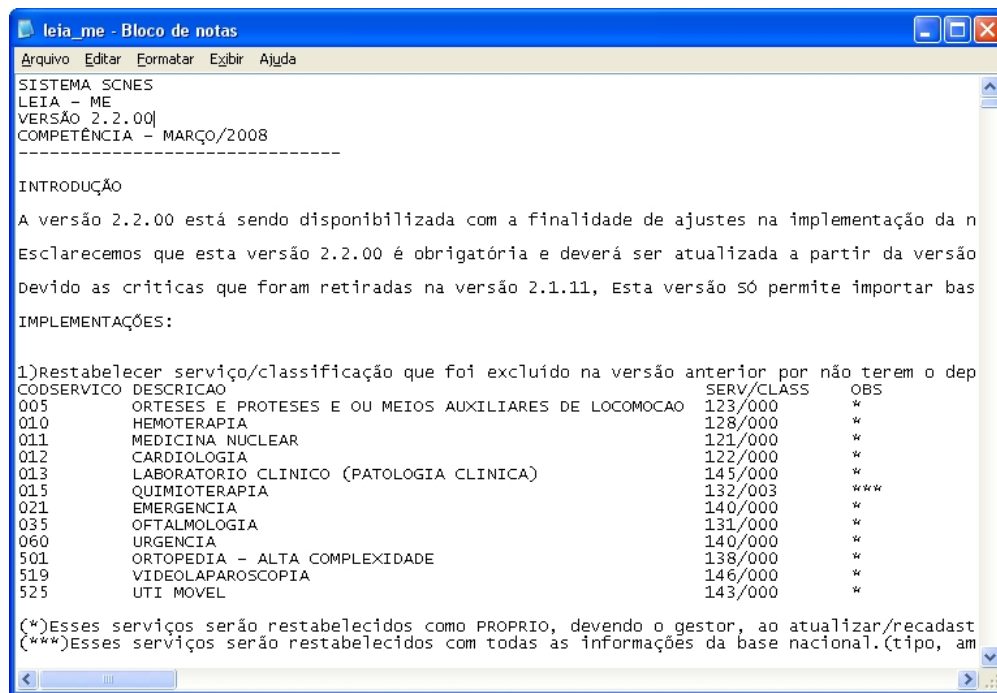 leia_me - Bloco de notas
Arquivo Editar Formatar Exibir Ajuda
SISTEMA SCNES
LEIA - ME
VERSÃO 2.2.00
COMPETÊNCIA - MARÇO/2008
--------------------------------
INTRODUÇÃO
A versão 2.2.00 está sendo disponibilizada com a finalidade de ajustes na implementação da n
Esclarecemos que esta versão 2.2.00 é obrigatória e deverá ser atualizada a partir da versão
Devido as criticas que foram retiradas na versão 2.1.11, Esta versão SÓ permite importar bas
IMPLEMENTAÇÕES:
1)Restabelecer serviço/classificação que foi excluído na versão anterior por não terem o dep
CODSERVICO DESCRICAO SERV/CLASS OBS
005 ORTESES E PROTESES E OU MEIOS AUXILIARES DE LOCOMOCAO 123/000 *
010 HEMOTERAPIA 128/000 *
011 MEDICINA NUCLEAR 121/000 *
012 CARDIOLOGIA 122/000 *
013 LABORATORIO CLINICO (PATOLOGIA CLINICA) 145/000 *
015 QUIMIOTERAPIA 132/003 ***
021 EMERGENCIA 140/000 *
035 OFTALMOLOGIA 131/000 *
060 URGENCIA 140/000 *
501 ORTOPEDIA - ALTA COMPLEXIDADE 138/000 *
519 VIDEOLAPAROSCOPIA 146/000 *
525 UTI MOVEL 143/000 *
(*)Esses serviços serão restabelecidos como PROPRIO, devendo o gestor, ao atualizar/recadast
(***)Esses serviços serão restabelecidos com todas as informações da base nacional.(tipo, am